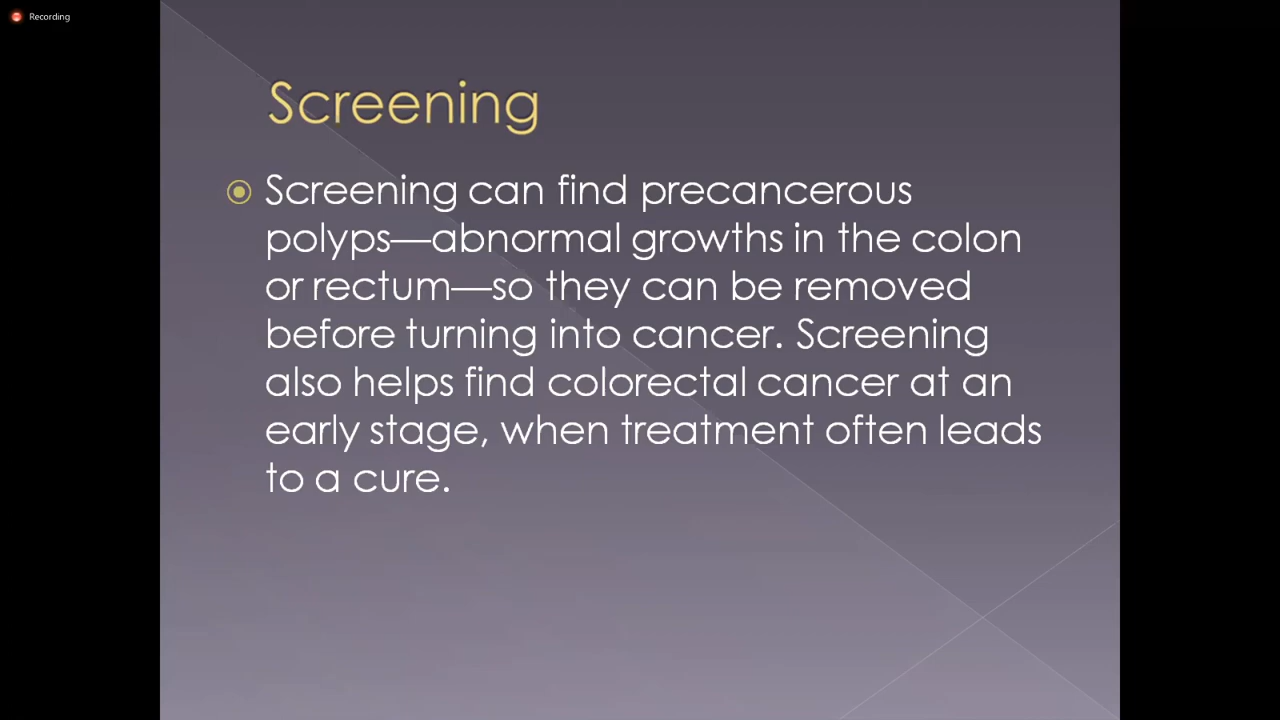 Recording
Screening
Screening can find precancerous
polyps—abnormal growths in the colon
or rectum—so they can be removed
before turning into cancer. Screening
also helps find colorectal cancer at an
early stage, when treatment often leads
to a cure.